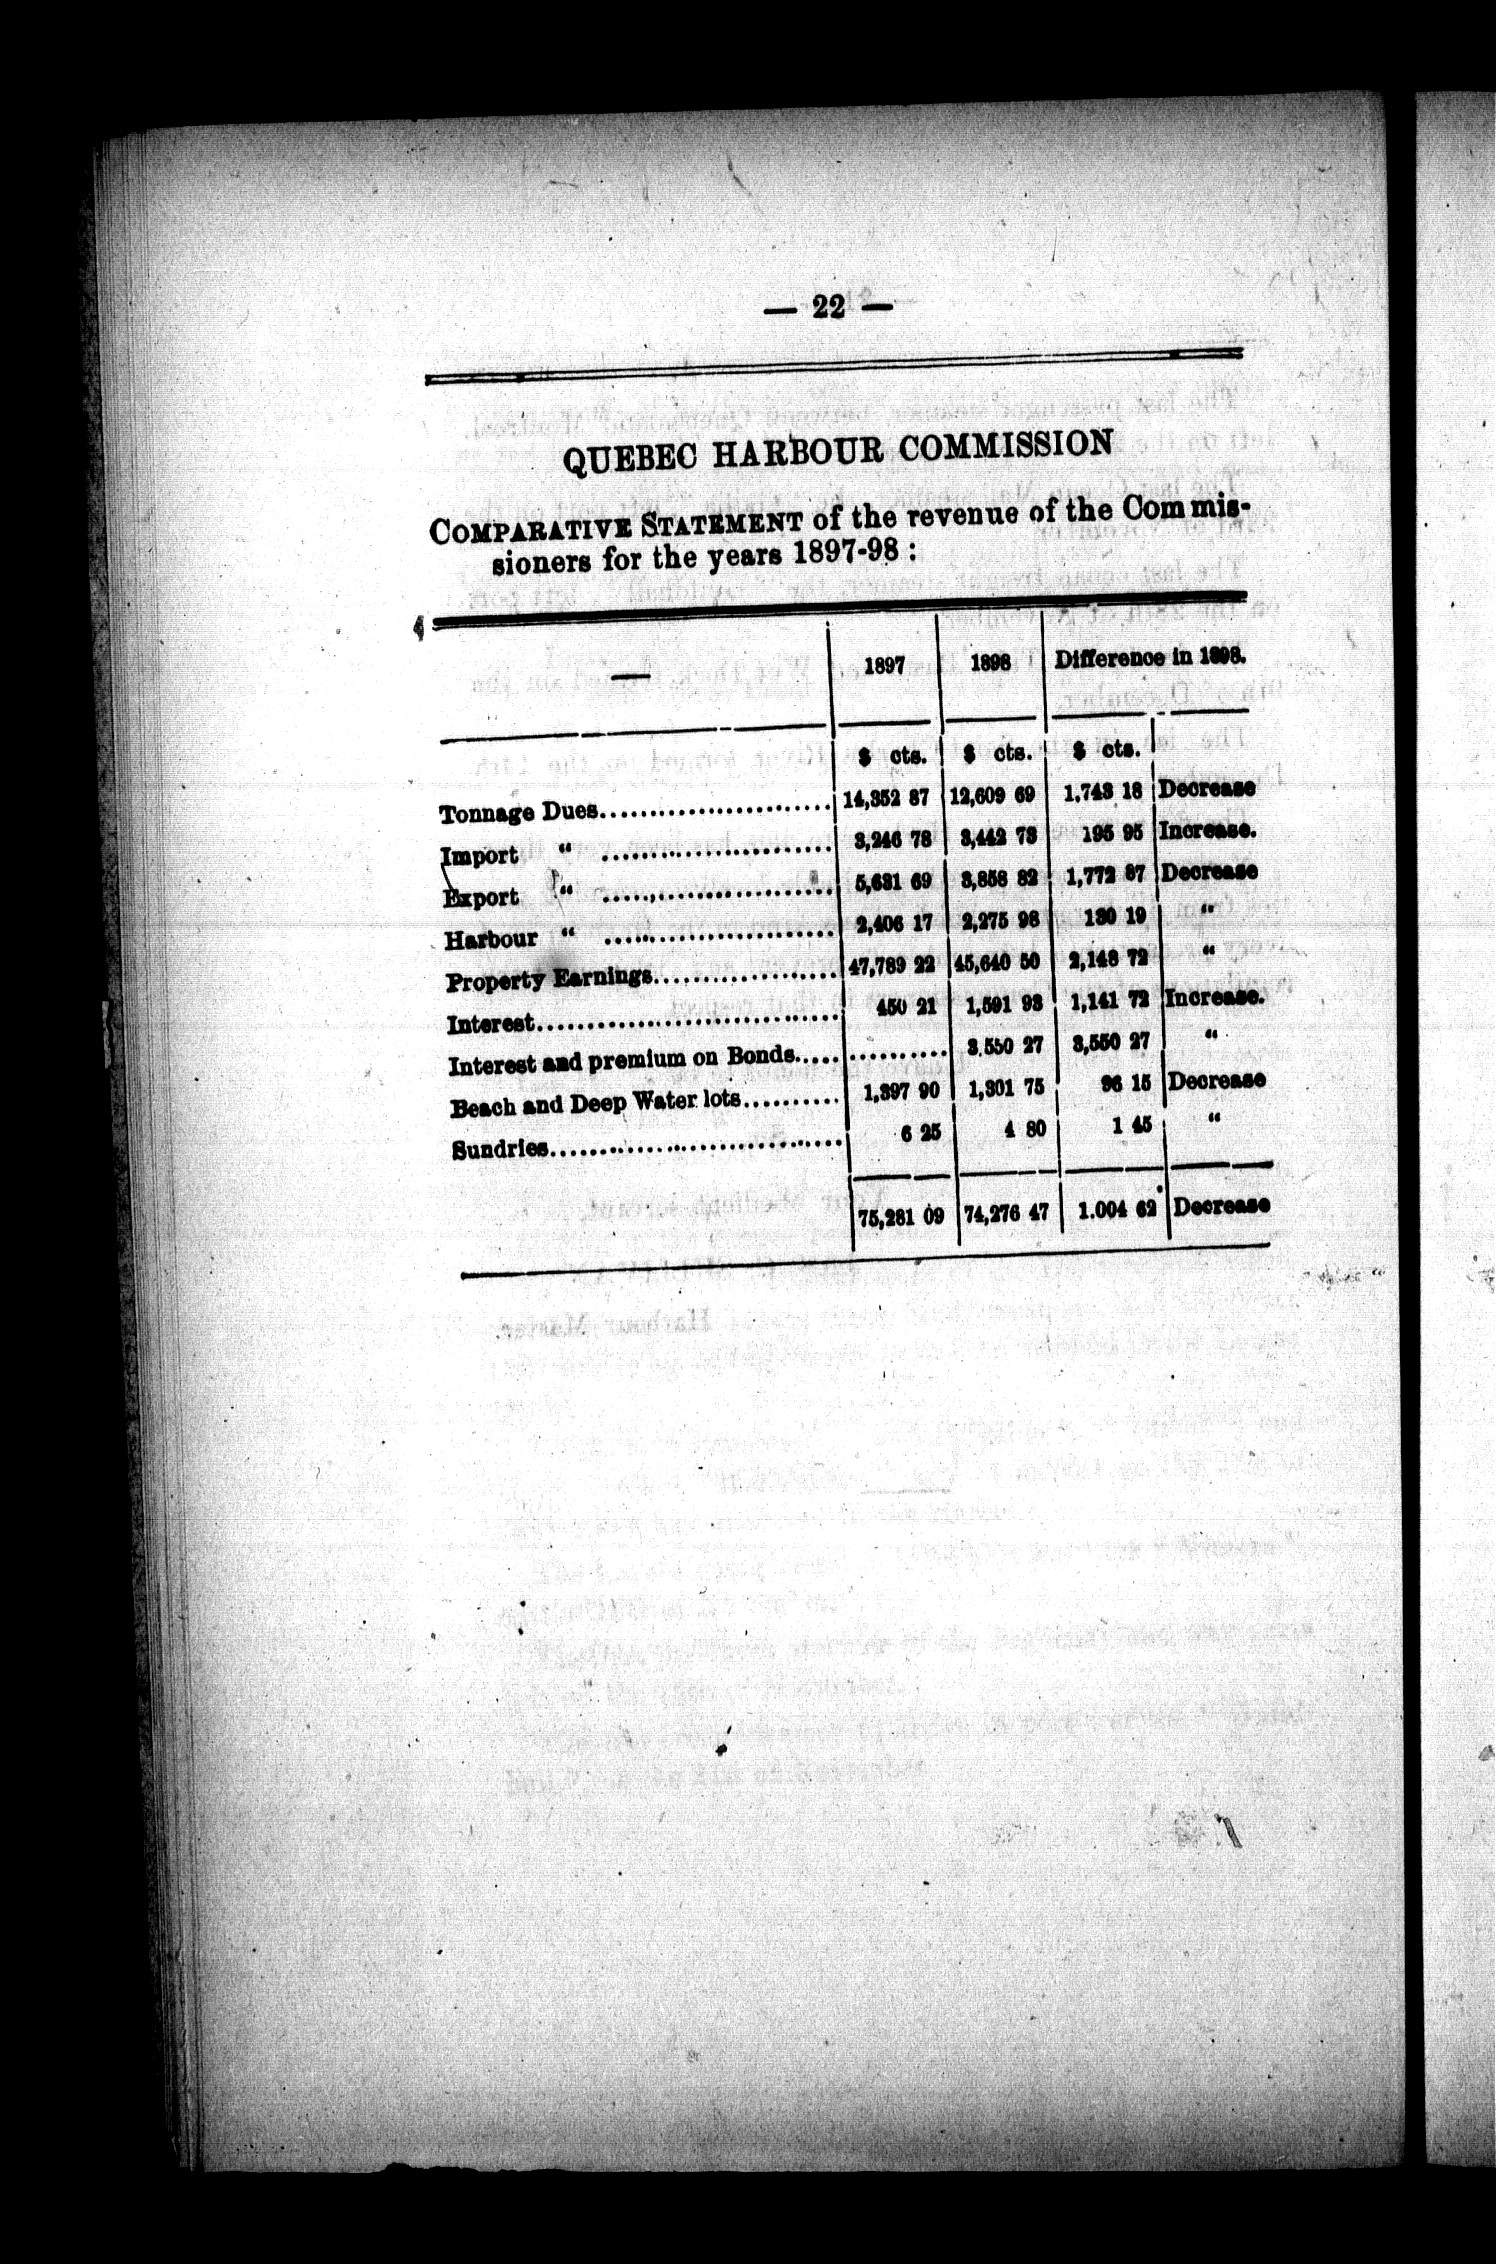 — 22 —
QUEBEC HARBOUR COMMISSION
COMPARATIVE STATEMENT of the revenue of the Commis-
sioners for the years 1897-98 :
— 1897 1898 Difference in 1898.
$ cts. $ cts. $ cts.
Tonnage Dues........................ 14,352 87 12,609 69 1.743 18 Decrease
Import “ ........................ 3,246 78 3,442 73 195 95 Increase.
Export “ ........................ 5,631 69 3,858 82 1,772 87 Decrease
Harbour “ ........................ 2,406 17 2,275 98 130 19 “
Property Earnings................... 47,789 22 45,640 50 2,148 72 “
Interest.............................. 450 21 1,591 93 1,141 72 Increase.
Interest and premium on Bonds..... .......... 3.550 27 3,550 27 “
Beach and Deep Water lots.......... 1,397 90 1,301 75 96 15 Decrease
Sundries............................. 6 25 4 80 1 45 “
75,281 09 74,276 47 1.004 62 Decrease